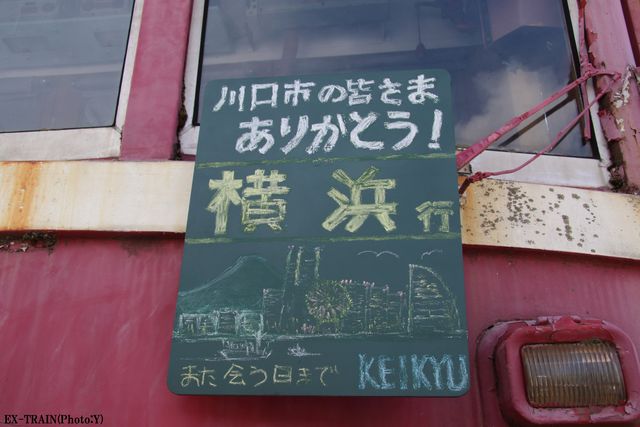 川口市の皆さま
ありがとう!
横浜行
また会う日まで
KEIKYU
EX-TRAIN(Photo:Y)